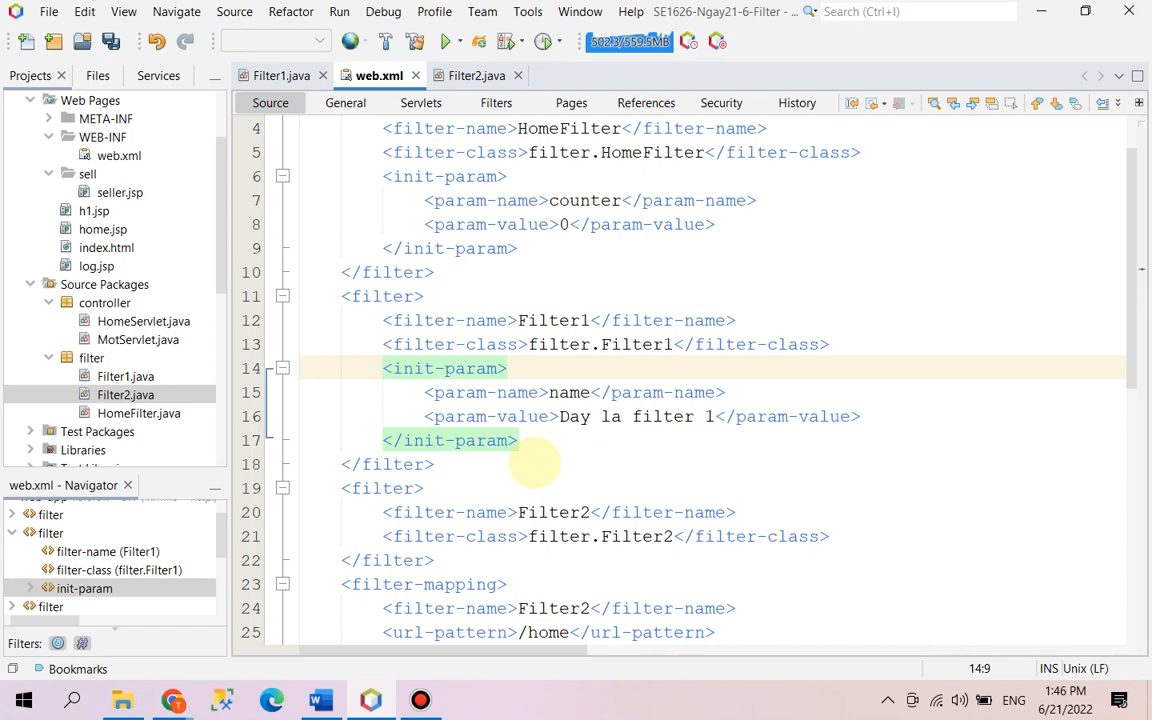 File Edit View Navigate Source Refactor Run Debug Profile Team Tools Window Help SE1626-Ngay21-6-Filter - ... Search (Ctrl+I)
502.3/559.5MB
Projects Files Services
Filter1.java web.xml Filter2.java
Source General Servlets Filters Pages References Security History
Web Pages
META-INF
WEB-INF
web.xml
sell
seller.jsp
h1.jsp
home.jsp
index.html
log.jsp
Source Packages
controller
HomeServlet.java
MotServlet.java
filter
Filter1.java
Filter2.java
HomeFilter.java
Test Packages
Libraries
4 <filter-name>HomeFilter</filter-name>
5 <filter-class>filter.HomeFilter</filter-class>
6 <init-param>
7 <param-name>counter</param-name>
8 <param-value>0</param-value>
9 </init-param>
10 </filter>
11 <filter>
12 <filter-name>Filter1</filter-name>
13 <filter-class>filter.Filter1</filter-class>
14 <init-param>
15 <param-name>name</param-name>
16 <param-value>Day la filter 1</param-value>
17 </init-param>
18 </filter>
19 <filter>
20 <filter-name>Filter2</filter-name>
21 <filter-class>filter.Filter2</filter-class>
22 </filter>
23 <filter-mapping>
24 <filter-name>Filter2</filter-name>
25 <url-pattern>/home</url-pattern>
web.xml - Navigator
filter
filter
filter-name (Filter1)
filter-class (filter.Filter1)
init-param
filter
Filters:
Bookmarks
14:9 INS Unix (LF)
ENG
1:46 PM
6/21/2022